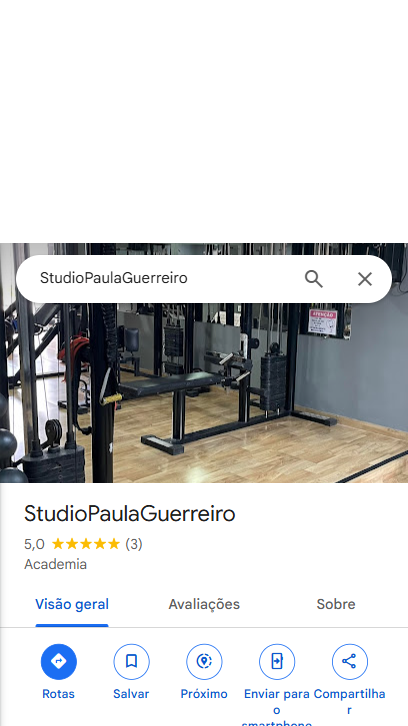 StudioPaulaGuerreiro
ATENÇÃO
StudioPaulaGuerreiro
5,0 ★★★★★ (3)
Academia
Visão geral Avaliações Sobre
Rotas Salvar Próximo Enviar para o smartphone Compartilhar